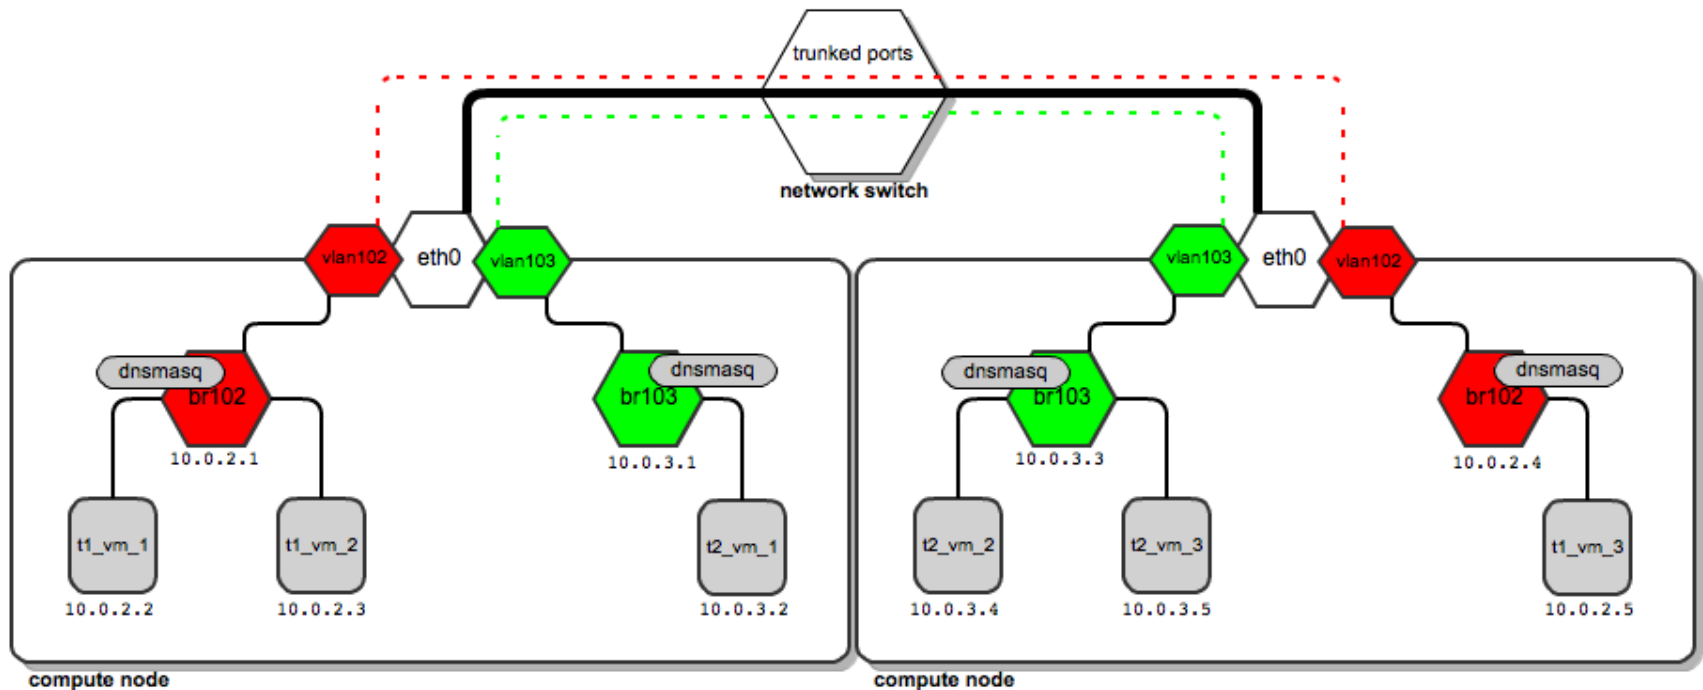 trunked ports
network switch
vlan102
eth0
vlan103
vlan103
eth0
vlan102
dnsmasq
br102
10.0.2.1
dnsmasq
br103
10.0.3.1
dnsmasq
br103
10.0.3.3
dnsmasq
br102
10.0.2.4
t1_vm_1
10.0.2.2
t1_vm_2
10.0.2.3
t2_vm_1
10.0.3.2
t2_vm_2
10.0.3.4
t2_vm_3
10.0.3.5
t1_vm_3
10.0.2.5
compute node
compute node